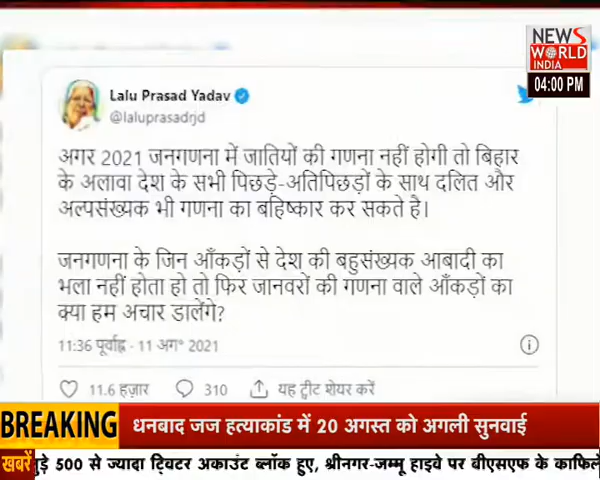 NEWS
WORLD
INDIA
04:00 PM
Lalu Prasad Yadav
@laluprasadrjd
अगर 2021 जनगणना में जातियों की गणना नहीं होगी तो बिहार
के अलावा देश के सभी पिछड़े-अतिपिछड़ों के साथ दलित और
अल्पसंख्यक भी गणना का बहिष्कार कर सकते है।
जनगणना के जिन आँकड़ों से देश की बहुसंख्यक आबादी का
भला नहीं होता हो तो फिर जानवरों की गणना वाले आँकड़ों का
क्या हम अचार डालेंगे?
11:36 पूर्वाह्न · 11 अग॰ 2021
11.6 हज़ार 310 यह ट्वीट शेयर करें
BREAKING धनबाद जज हत्याकांड में 20 अगस्त को अगली सुनवाई
खबरें ुड़े 500 से ज्यादा ट्विटर अकाउंट ब्लॉक हुए, श्रीनगर-जम्मू हाइवे पर बीएसएफ के काफिले